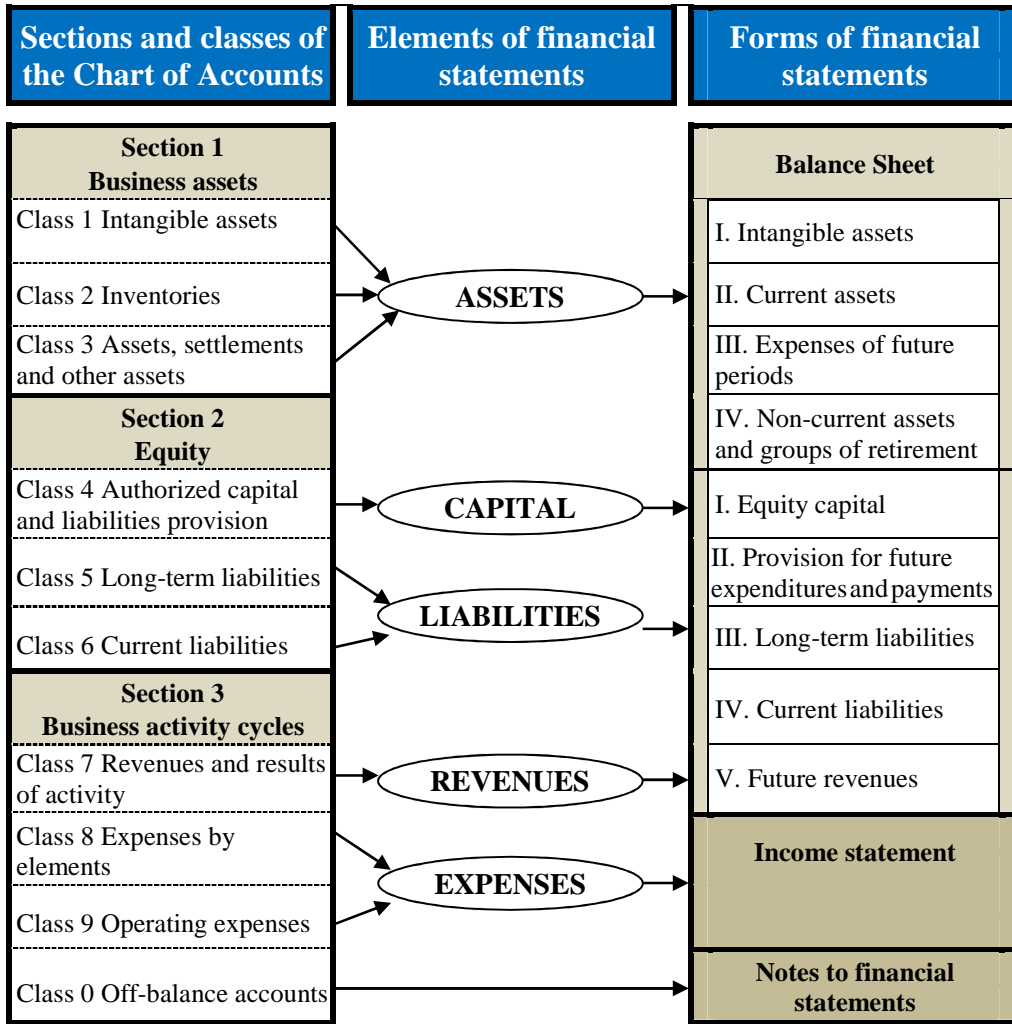 Sections and classes of
the Chart of Accounts
Elements of financial
statements
Forms of financial
statements
Section 1
Business assets
Class 1 Intangible assets
Class 2 Inventories
Class 3 Assets, settlements
and other assets
Section 2
Equity
Class 4 Authorized capital
and liabilities provision
Class 5 Long-term liabilities
Class 6 Current liabilities
Section 3
Business activity cycles
Class 7 Revenues and results
of activity
Class 8 Expenses by
elements
Class 9 Operating expenses
Class 0 Off-balance accounts
ASSETS
CAPITAL
LIABILITIES
REVENUES
EXPENSES
Balance Sheet
I. Intangible assets
II. Current assets
III. Expenses of future
periods
IV. Non-current assets
and groups of retirement
I. Equity capital
II. Provision for future
expenditures and payments
III. Long-term liabilities
IV. Current liabilities
V. Future revenues
Income statement
Notes to financial
statements